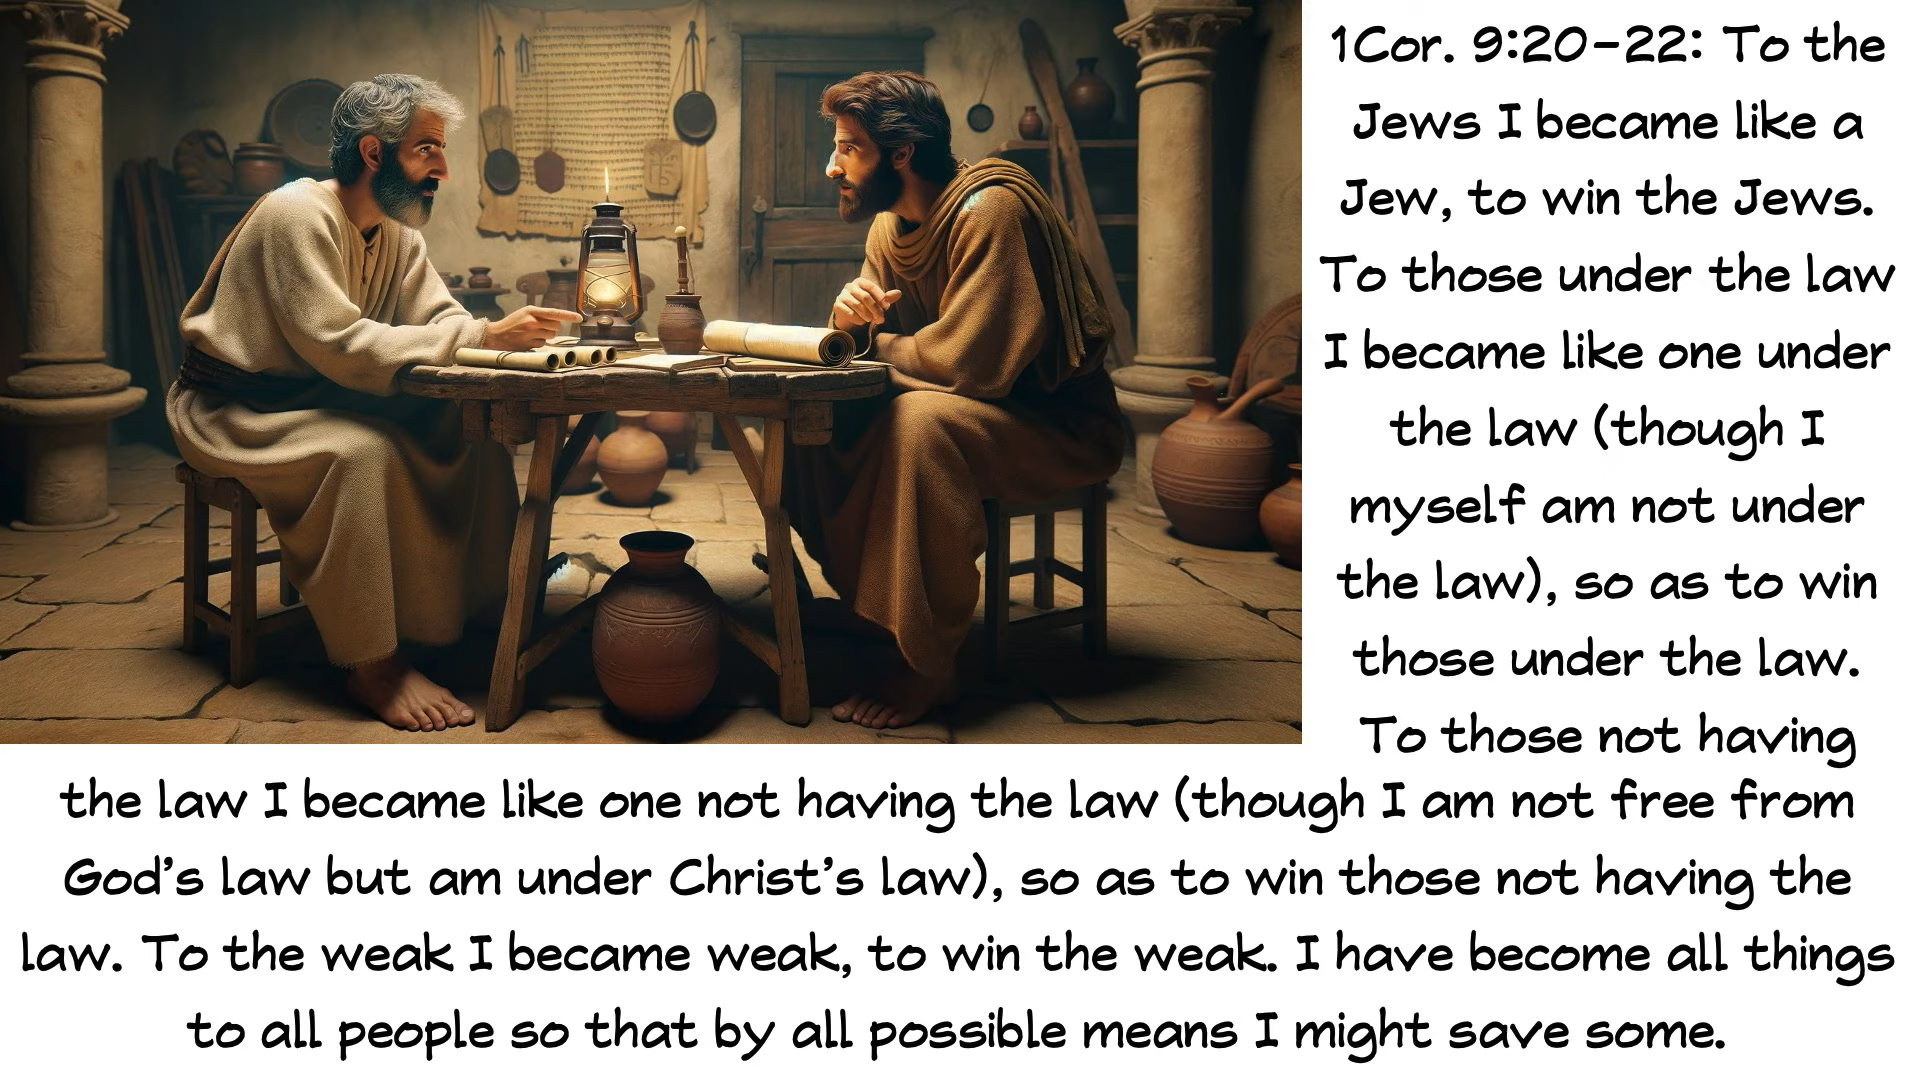 1Cor. 9:20-22: To the
Jews I became like a
Jew, to win the Jews.
To those under the law
I became like one under
the law (though I
myself am not under
the law), so as to win
those under the law.
To those not having
the law I became like one not having the law (though I am not free from
God’s law but am under Christ’s law), so as to win those not having the
law. To the weak I became weak, to win the weak. I have become all things
to all people so that by all possible means I might save some.